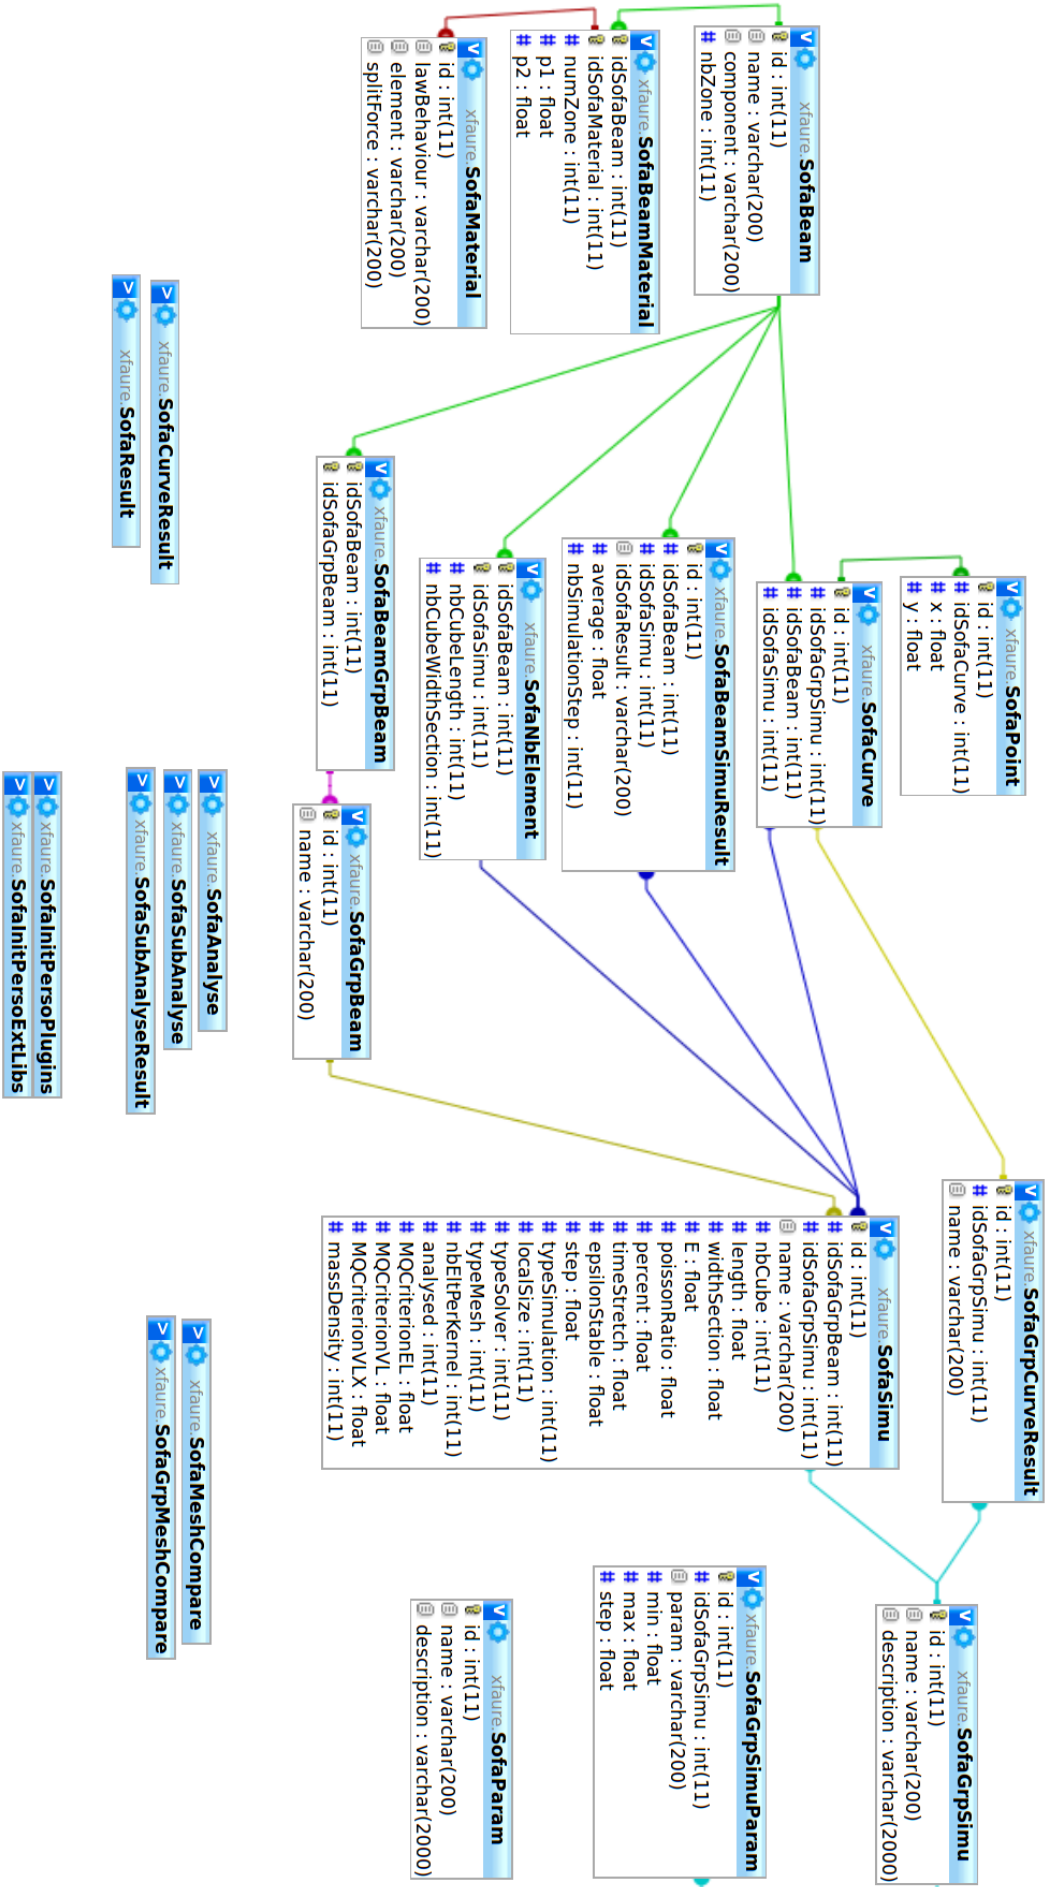 xfaure.SofaBeam
id : int(11)
name : varchar(200)
component : varchar(200)
nbZone : int(11)
xfaure.SofaBeamMaterial
idSofaBeam : int(11)
idSofaMaterial : int(11)
numZone : int(11)
p1 : float
p2 : float
xfaure.SofaMaterial
id : int(11)
lawBehaviour : varchar(200)
element : varchar(200)
splitForce : varchar(200)
xfaure.SofaCurveResult
xfaure.SofaResult
xfaure.SofaPoint
id : int(11)
idSofaCurve : int(11)
x : float
y : float
xfaure.SofaCurve
id : int(11)
idSofaGrpSimu : int(11)
idSofaBeam : int(11)
idSofaSimu : int(11)
xfaure.SofaBeamSimuResult
id : int(11)
idSofaBeam : int(11)
idSofaSimu : int(11)
idSofaResult : varchar(200)
average : float
nbSimulationStep : int(11)
xfaure.SofaNbElement
idSofaBeam : int(11)
idSofaSimu : int(11)
nbCubeLength : int(11)
nbCubeWidthSection : int(11)
xfaure.SofaBeamGrpBeam
idSofaBeam : int(11)
idSofaGrpBeam : int(11)
xfaure.SofaGrpBeam
id : int(11)
name : varchar(200)
xfaure.SofaAnalyse
xfaure.SofaSubAnalyse
xfaure.SofaSubAnalyseResult
xfaure.SofaInitPersoPlugins
xfaure.SofaInitPersoExtLibs
xfaure.SofaGrpCurveResult
id : int(11)
idSofaGrpSimu : int(11)
name : varchar(200)
xfaure.SofaSimu
id : int(11)
idSofaGrpBeam : int(11)
idSofaGrpSimu : int(11)
name : varchar(200)
nbCube : int(11)
length : float
widthSection : float
E : float
poissonRatio : float
percent : float
timeStretch : float
epsilonStable : float
step : float
typeSimulation : int(11)
localSize : int(11)
typeSolver : int(11)
typeMesh : int(11)
nbEltPerKernel : int(11)
analysed : int(11)
MQCriterionEL : float
MQCriterionVL : float
MQCriterionVLX : float
massDensity : int(11)
xfaure.SofaMeshCompare
xfaure.SofaGrpMeshCompare
xfaure.SofaGrpSimu
id : int(11)
name : varchar(200)
description : varchar(2000)
xfaure.SofaGrpSimuParam
id : int(11)
idSofaGrpSimu : int(11)
param : varchar(200)
min : float
max : float
step : float
xfaure.SofaParam
id : int(11)
name : varchar(200)
description : varchar(2000)